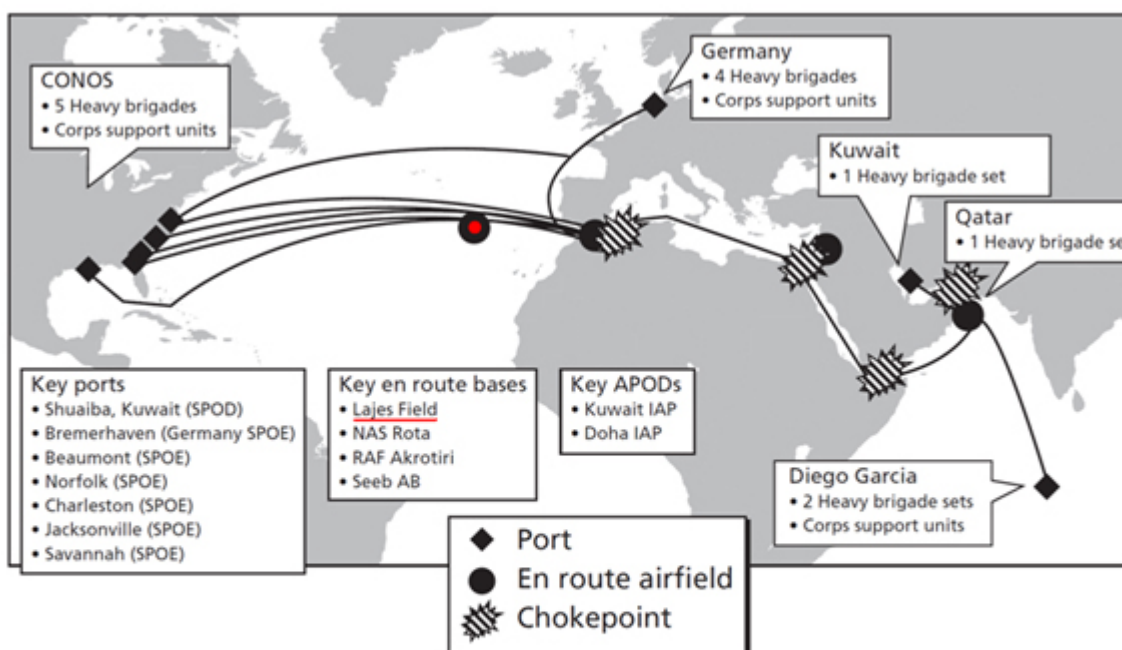 CONOS
• 5 Heavy brigades
• Corps support units
Germany
• 4 Heavy brigades
• Corps support units
Kuwait
• 1 Heavy brigade set
Qatar
• 1 Heavy brigade se
Key ports
• Shuaiba, Kuwait (SPOD)
• Bremerhaven (Germany SPOE)
• Beaumont (SPOE)
• Norfolk (SPOE)
• Charleston (SPOE)
• Jacksonville (SPOE)
• Savannah (SPOE)
Key en route bases
• Lajes Field
• NAS Rota
• RAF Akrotiri
• Seeb AB
Key APODs
• Kuwait IAP
• Doha IAP
Diego Garcia
• 2 Heavy brigade sets
• Corps support units
Port
En route airfield
Chokepoint